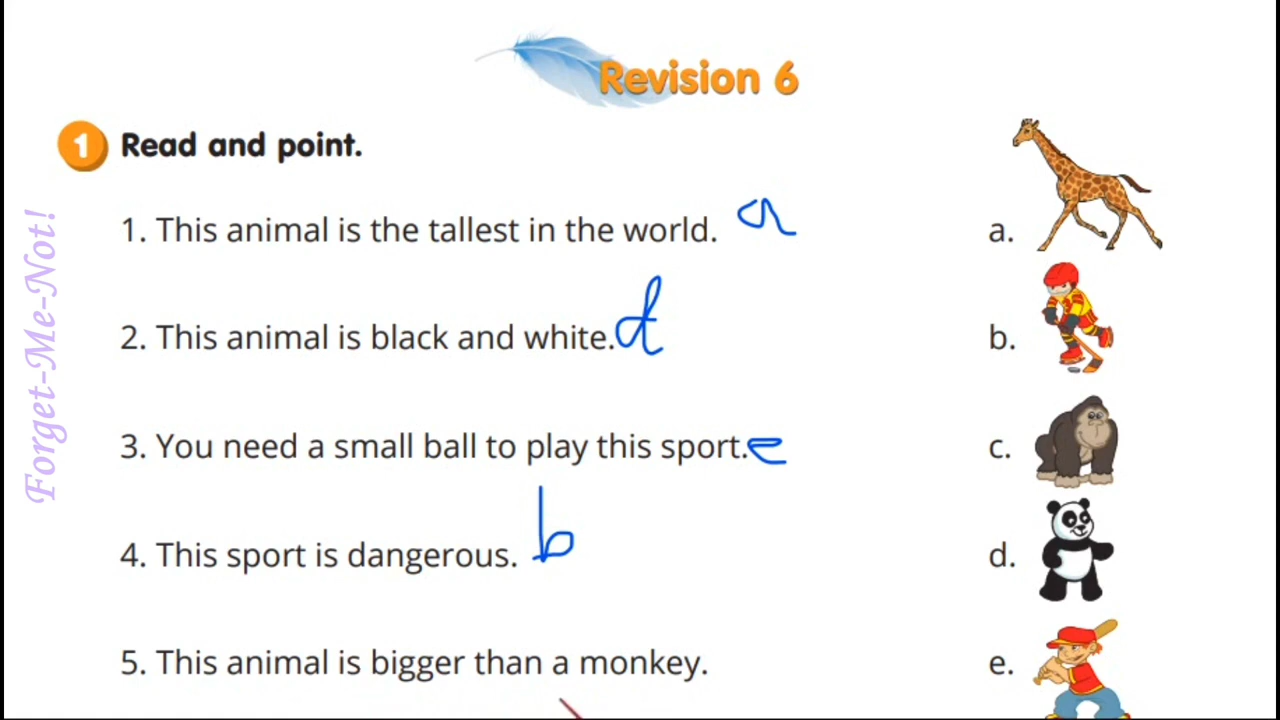 Revision 6
1 Read and point.
1. This animal is the tallest in the world. a
a.
2. This animal is black and white. d
b.
3. You need a small ball to play this sport. e
c.
4. This sport is dangerous. b
d.
5. This animal is bigger than a monkey.
e.
Forget-Me-Not!